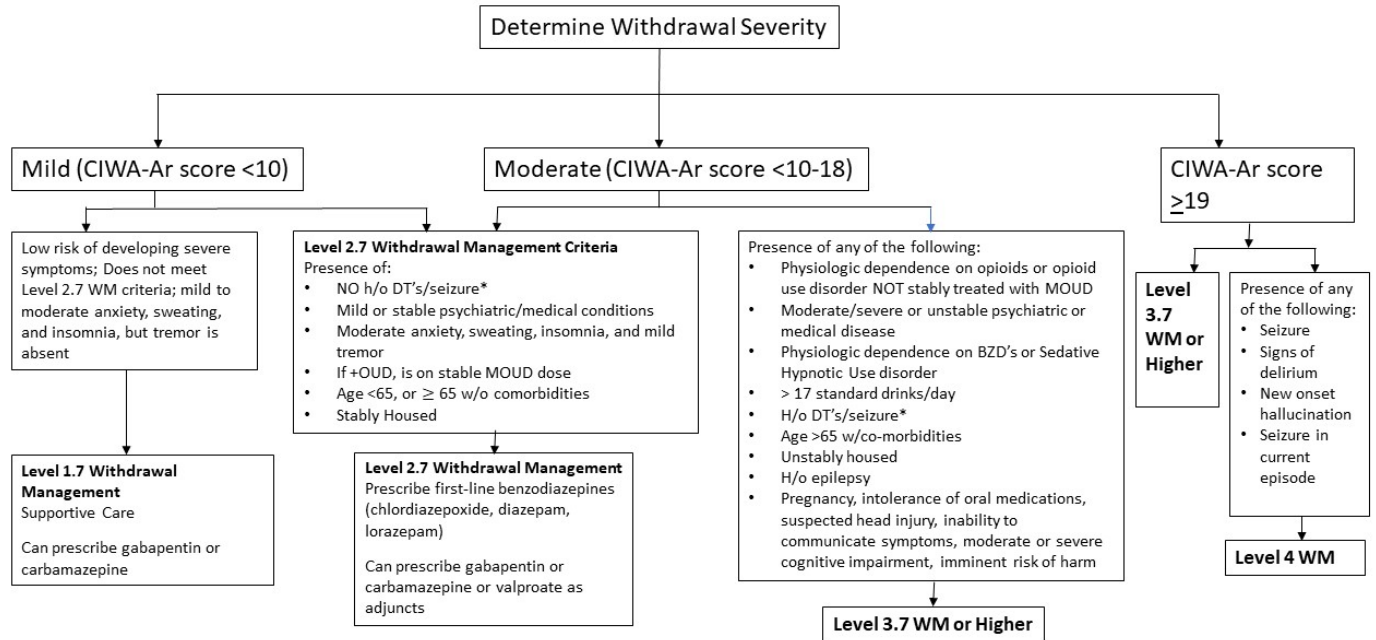 Determine Withdrawal Severity
Mild (CIWA-Ar score <10)
Moderate (CIWA-Ar score <10-18)
CIWA-Ar score
≥19
Low risk of developing severe
symptoms; Does not meet
Level 2.7 WM criteria; mild to
moderate anxiety, sweating,
and insomnia, but tremor is
absent
Level 1.7 Withdrawal
Management
Supportive Care
Can prescribe gabapentin or
carbamazepine
Level 2.7 Withdrawal Management Criteria
Presence of:
• NO h/o DT's/seizure*
• Mild or stable psychiatric/medical conditions
• Moderate anxiety, sweating, insomnia, and mild
tremor
• If +OUD, is on stable MOUD dose
• Age <65, or ≥ 65 w/o comorbidities
• Stably Housed
Level 2.7 Withdrawal Management
Prescribe first-line benzodiazepines
(chlordiazepoxide, diazepam,
lorazepam)
Can prescribe gabapentin or
carbamazepine or valproate as
adjuncts
Presence of any of the following:
• Physiologic dependence on opioids or opioid
use disorder NOT stably treated with MOUD
• Moderate/severe or unstable psychiatric or
medical disease
• Physiologic dependence on BZD's or Sedative
Hypnotic Use disorder
• > 17 standard drinks/day
• H/o DT's/seizure*
• Age >65 w/co-morbidities
• Unstably housed
• H/o epilepsy
• Pregnancy, intolerance of oral medications,
suspected head injury, inability to
communicate symptoms, moderate or severe
cognitive impairment, imminent risk of harm
Level 3.7 WM or Higher
Level
3.7
WM or
Higher
Presence of any
of the following:
• Seizure
• Signs of
delirium
• New onset
hallucination
• Seizure in
current
episode
Level 4 WM